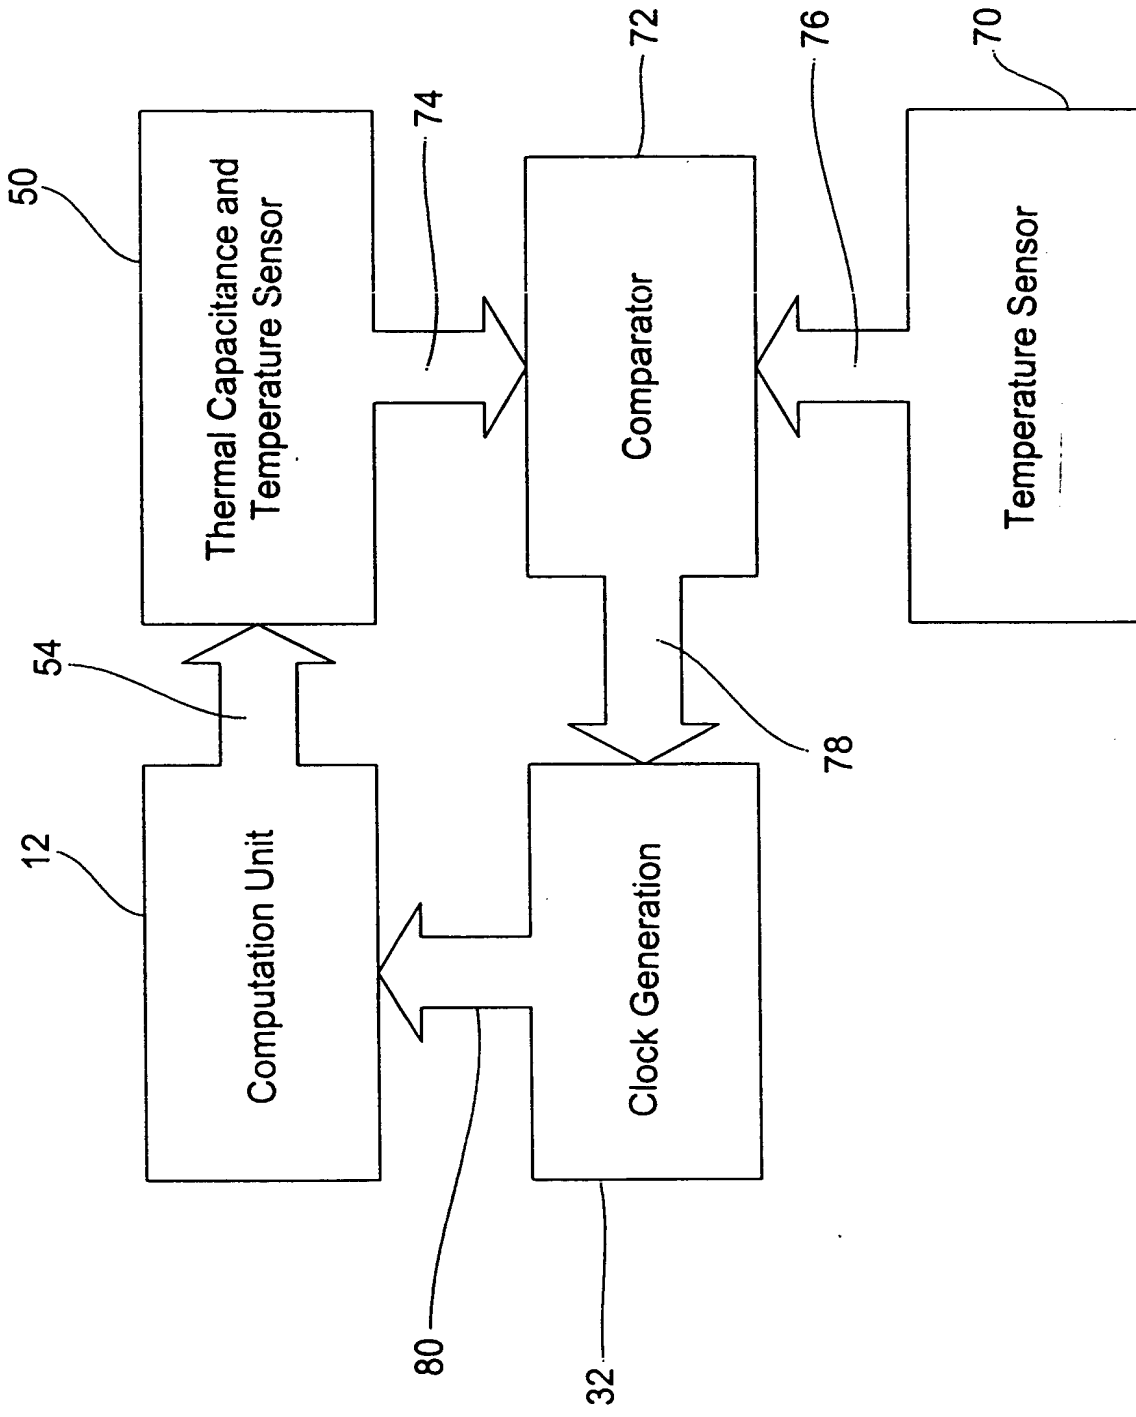 12
Computation Unit
54
50
Thermal Capacitance and
Temperature Sensor
80
74
32
Clock Generation
78
Comparator
72
76
Temperature Sensor
70